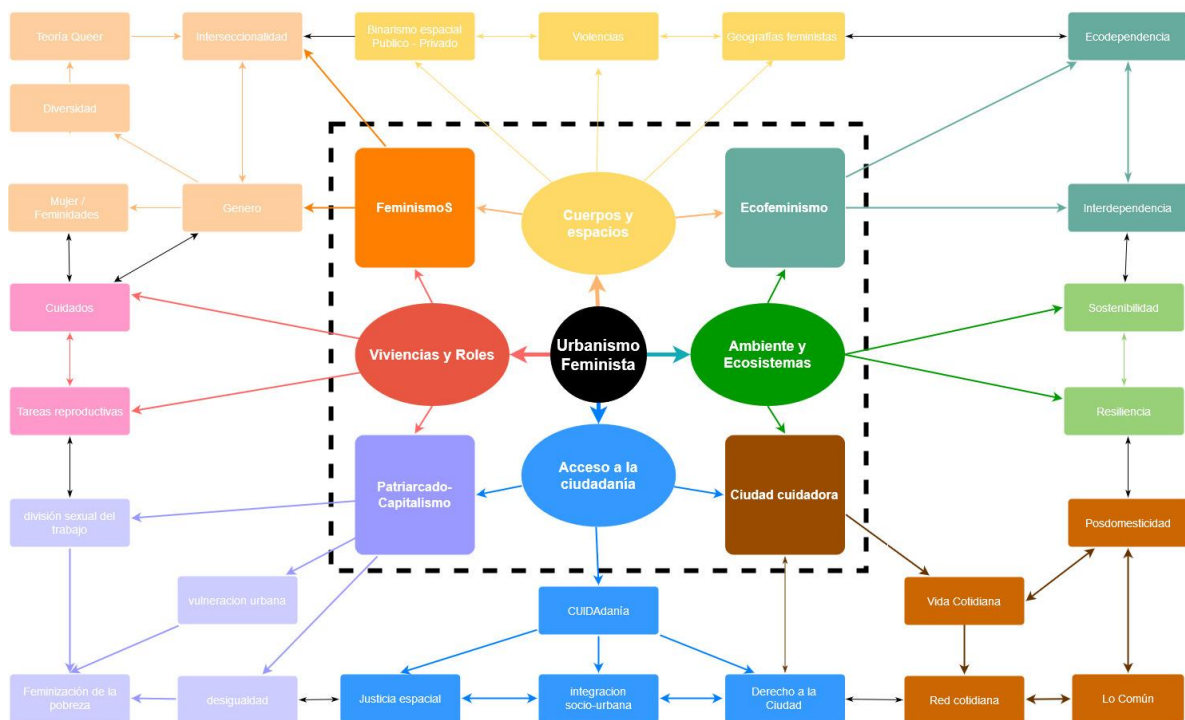 Teoría Queer
Interseccionalidad
Binarismo espacial
Publico - Privado
Violencias
Geografías feministas
Ecodependencia
Diversidad
Mujer /
Feminidades
Genero
FeminismoS
Cuerpos y
espacios
Ecofeminismo
Interdependencia
Cuidados
Viviencias y Roles
Urbanismo
Feminista
Ambiente y
Ecosistemas
Sostenibilidad
Tareas reproductivas
Resiliencia
Patriarcado-
Capitalismo
Acceso a la
ciudadanía
Ciudad cuidadora
división sexual del
trabajo
Posdomesticidad
vulneracion urbana
CUIDAdanía
Vida Cotidiana
Feminización de la
pobreza
desigualdad
Justicia espacial
integracion
socio-urbana
Derecho a la
Ciudad
Red cotidiana
Lo Común